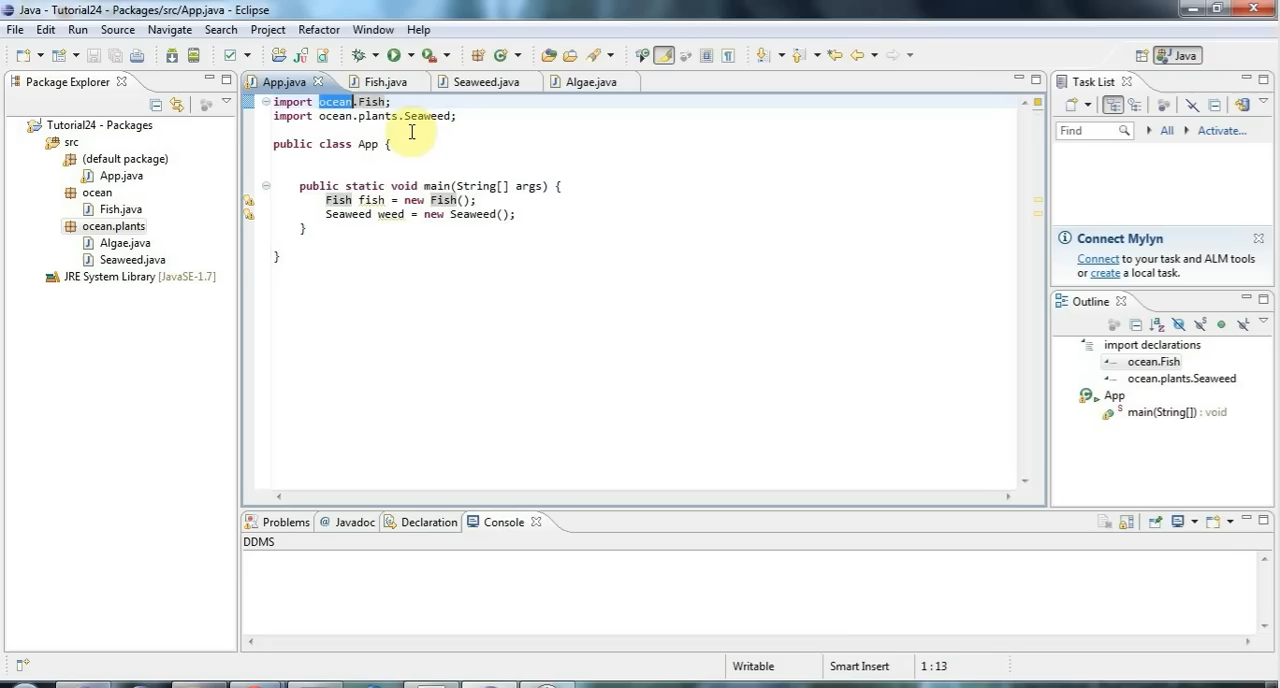 Java - Tutorial24 - Packages/src/App.java - Eclipse
File Edit Run Source Navigate Search Project Refactor Window Help
Java
Package Explorer
App.java Fish.java Seaweed.java Algae.java
Task List
Tutorial24 - Packages
src
(default package)
App.java
ocean
Fish.java
ocean.plants
Algae.java
Seaweed.java
JRE System Library [JavaSE-1.7]
import ocean.Fish;
import ocean.plants.Seaweed;
public class App {
public static void main(String[] args) {
Fish fish = new Fish();
Seaweed weed = new Seaweed();
}
}
Find All Activate...
Connect Mylyn
Connect to your task and ALM tools
or create a local task.
Outline
import declarations
ocean.Fish
ocean.plants.Seaweed
App
main(String[]) : void
Problems @ Javadoc Declaration Console
DDMS
Writable Smart Insert 1 : 13